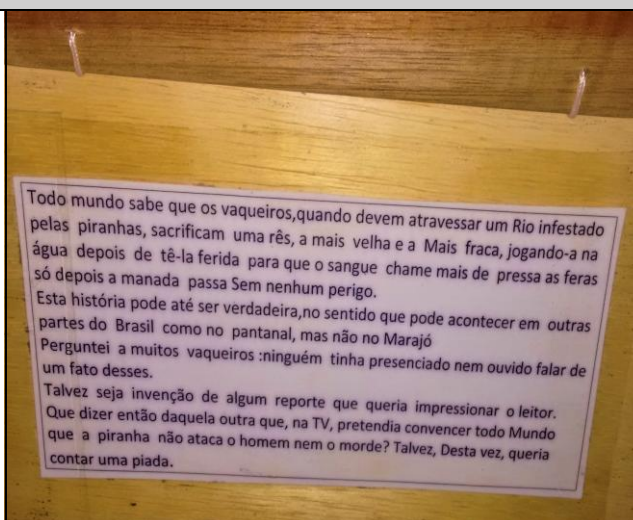 Todo mundo sabe que os vaqueiros,quando devem atravessar um Rio infestado
pelas piranhas, sacrificam uma rês, a mais velha e a Mais fraca, jogando-a na
água depois de tê-la ferida para que o sangue chame mais de pressa as feras
só depois a manada passa Sem nenhum perigo.
Esta história pode até ser verdadeira,no sentido que pode acontecer em outras
partes do Brasil como no pantanal, mas não no Marajó
Perguntei a muitos vaqueiros :ninguém tinha presenciado nem ouvido falar de
um fato desses.
Talvez seja invenção de algum reporte que queria impressionar o leitor.
Que dizer então daquela outra que, na TV, pretendia convencer todo Mundo
que a piranha não ataca o homem nem o morde? Talvez, Desta vez, queria
contar uma piada.